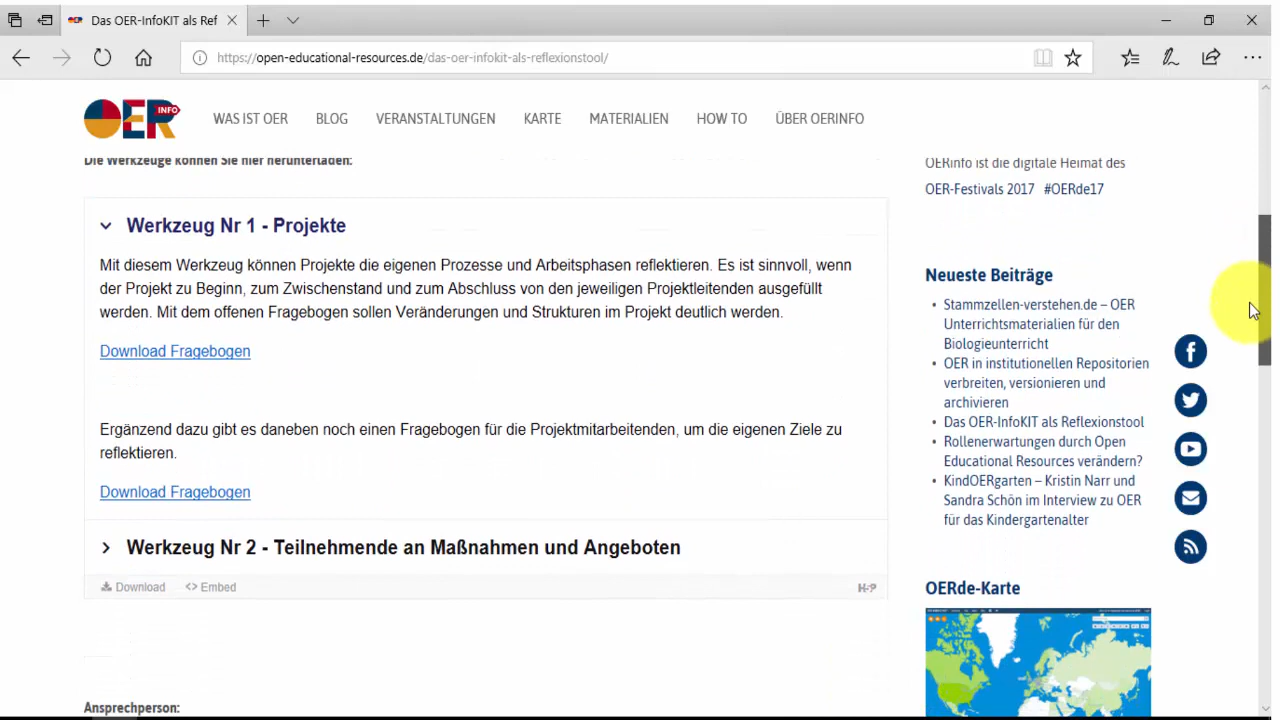 Das OER-InfoKIT als Ref
https://open-educational-resources.de/das-oer-infokit-als-reflexionstool/
OER INFO
WAS IST OER
BLOG
VERANSTALTUNGEN
KARTE
MATERIALIEN
HOW TO
ÜBER OERINFO
Die Werkzeuge können Sie hier herunterladen:
Werkzeug Nr 1 - Projekte
Mit diesem Werkzeug können Projekte die eigenen Prozesse und Arbeitsphasen reflektieren. Es ist sinnvoll, wenn
der Projekt zu Beginn, zum Zwischenstand und zum Abschluss von den jeweiligen Projektleitenden ausgefüllt
werden. Mit dem offenen Fragebogen sollen Veränderungen und Strukturen im Projekt deutlich werden.
Download Fragebogen
Ergänzend dazu gibt es daneben noch einen Fragebogen für die Projektmitarbeitenden, um die eigenen Ziele zu
reflektieren.
Download Fragebogen
Werkzeug Nr 2 - Teilnehmende an Maßnahmen und Angeboten
Download
<> Embed
H-P
Ansprechperson:
OERinfo ist die digitale Heimat des
OER-Festivals 2017 #OERde17
Neueste Beiträge
Stammzellen-verstehen.de – OER
Unterrichtsmaterialien für den
Biologieunterricht
OER in institutionellen Repositorien
verbreiten, versionieren und
archivieren
Das OER-InfoKIT als Reflexionstool
Rollenerwartungen durch Open
Educational Resources verändern?
KindOERgarten – Kristin Narr und
Sandra Schön im Interview zu OER
für das Kindergartenalter
OERde-Karte